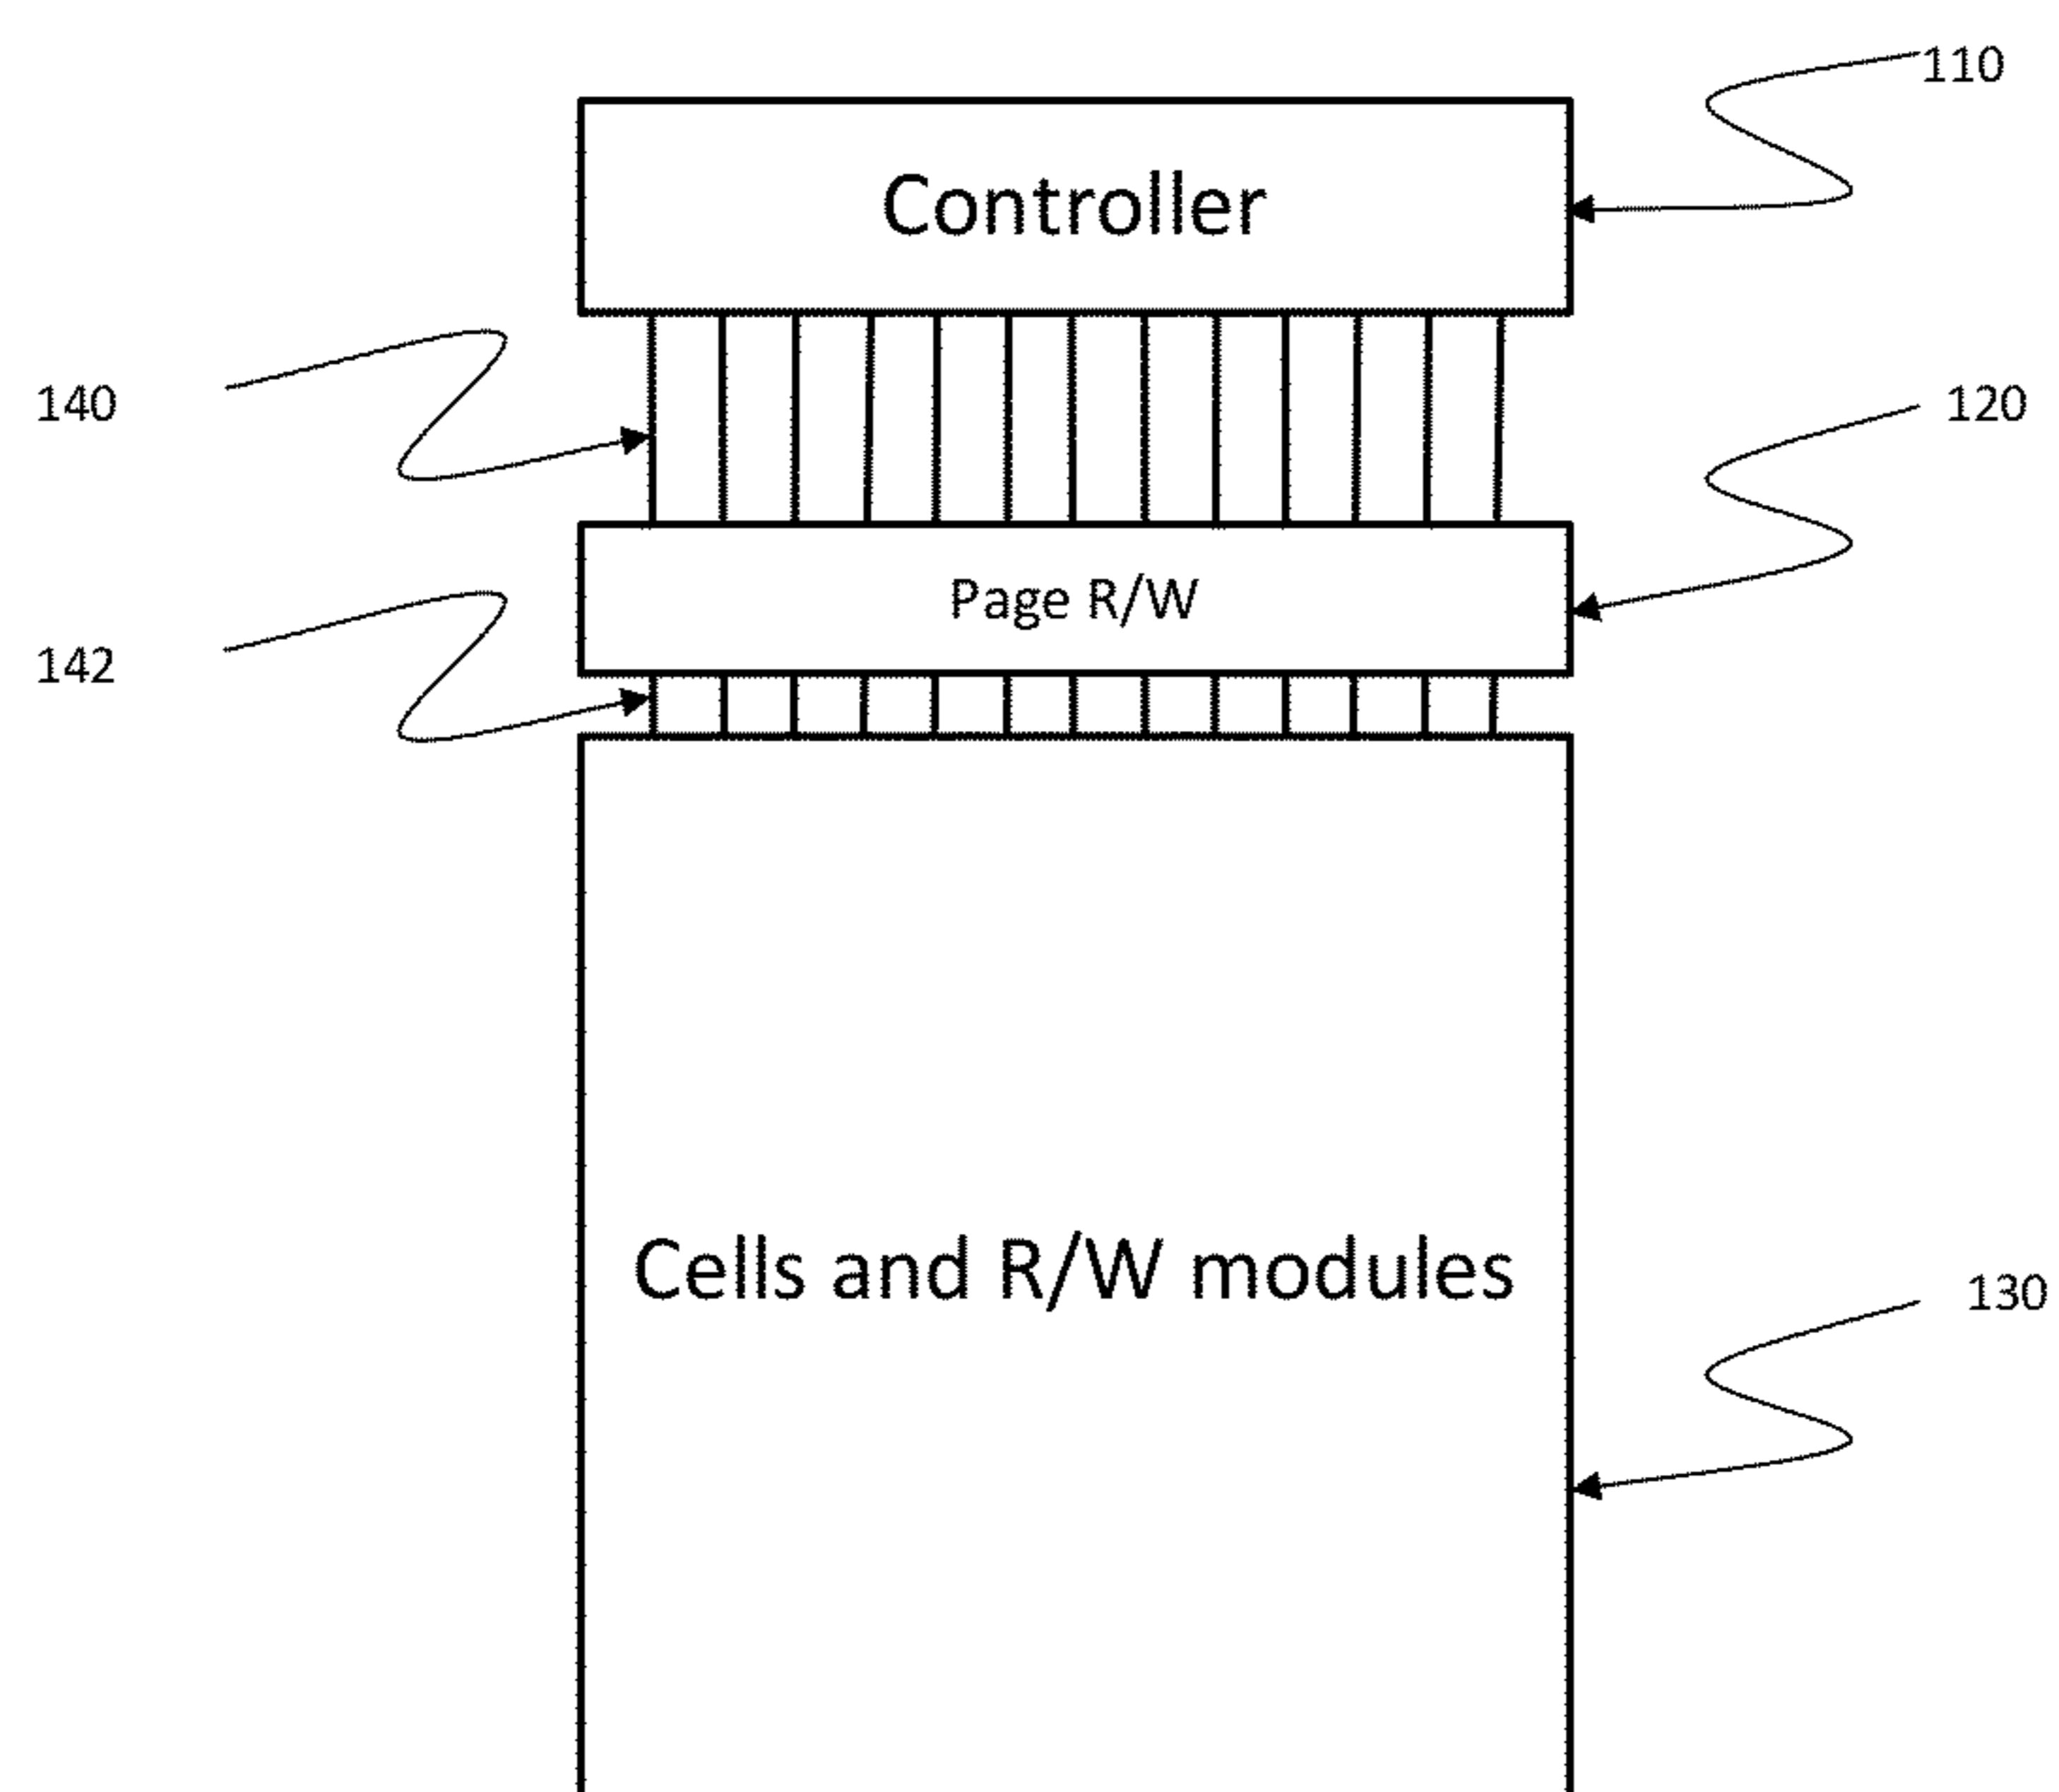 110
Controller
140
120
Page R/W
142
Cells and R/W modules
130